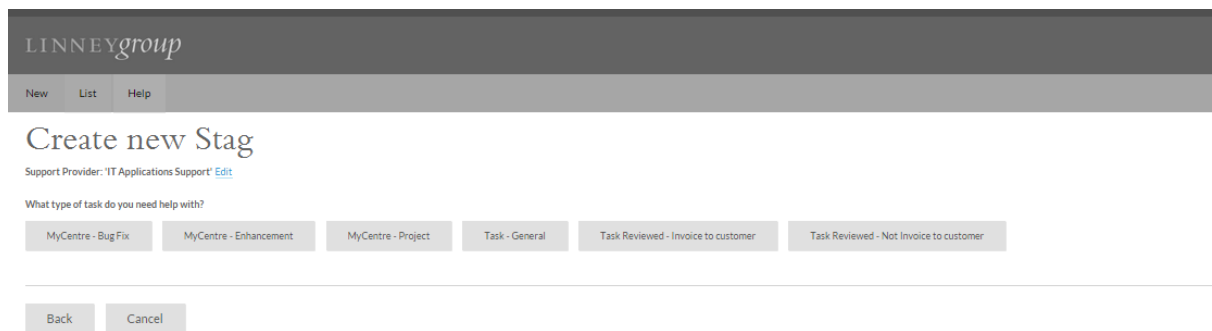 LINNEYgroup
New List Help
Create new Stag
Support Provider: 'IT Applications Support' Edit
What type of task do you need help with?
MyCentre - Bug Fix MyCentre - Enhancement MyCentre - Project Task - General Task Reviewed - Invoice to customer Task Reviewed - Not Invoice to customer
Back Cancel